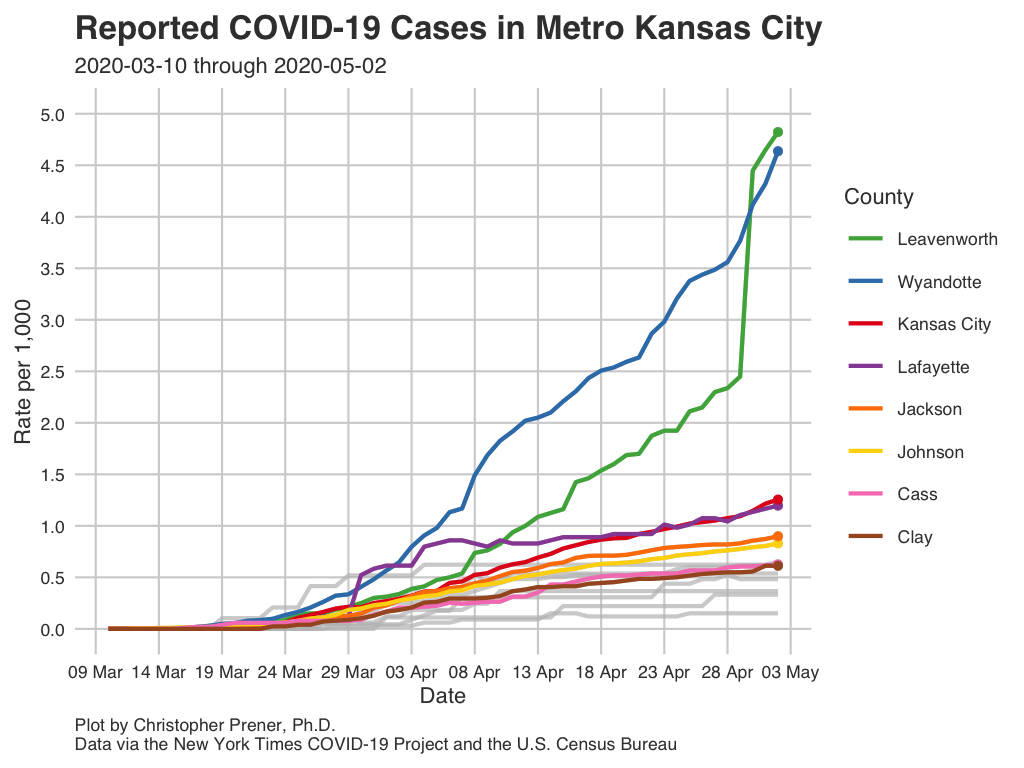 Reported COVID-19 Cases in Metro Kansas City
2020-03-10 through 2020-05-02
5.0
4.5
4.0
3.5
3.0
2.5
2.0
1.5
1.0
0.5
0.0
Rate per 1,000
09 Mar 14 Mar 19 Mar 24 Mar 29 Mar 03 Apr 08 Apr 13 Apr 18 Apr 23 Apr 28 Apr 03 May
Date
County
Leavenworth
Wyandotte
Kansas City
Lafayette
Jackson
Johnson
Cass
Clay
Plot by Christopher Prener, Ph.D.
Data via the New York Times COVID-19 Project and the U.S. Census Bureau